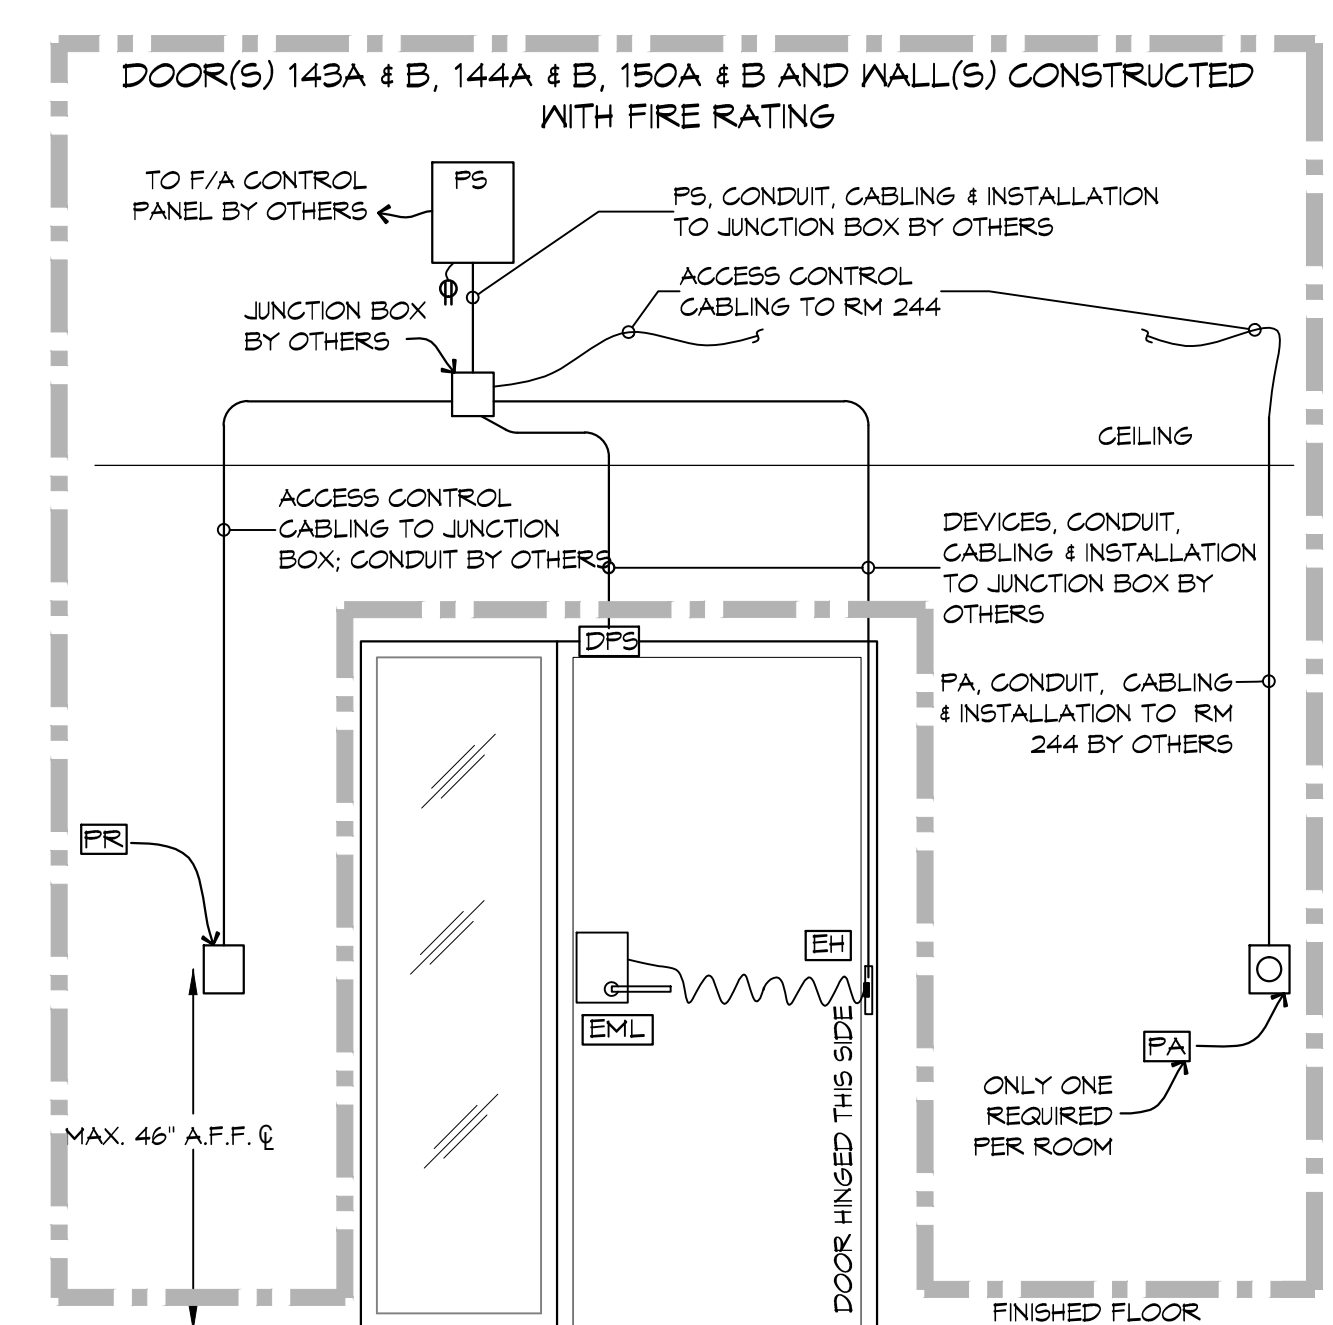 DOOR(S) 143A & B, 144A & B, 150A & B AND WALL(S) CONSTRUCTED
WITH FIRE RATING
TO F/A CONTROL
PANEL BY OTHERS
PS
PS, CONDUIT, CABLING & INSTALLATION
TO JUNCTION BOX BY OTHERS
ACCESS CONTROL
CABLING TO RM 244
JUNCTION BOX
BY OTHERS
CEILING
ACCESS CONTROL
CABLING TO JUNCTION
BOX; CONDUIT BY OTHERS
DEVICES, CONDUIT,
CABLING & INSTALLATION
TO JUNCTION BOX BY
OTHERS
DPS
PA, CONDUIT, CABLING
& INSTALLATION TO RM
244 BY OTHERS
PR
EH
EML
DOOR HINGED THIS SIDE
PA
ONLY ONE
REQUIRED
PER ROOM
MAX. 46" A.F.F. ℄
FINISHED FLOOR